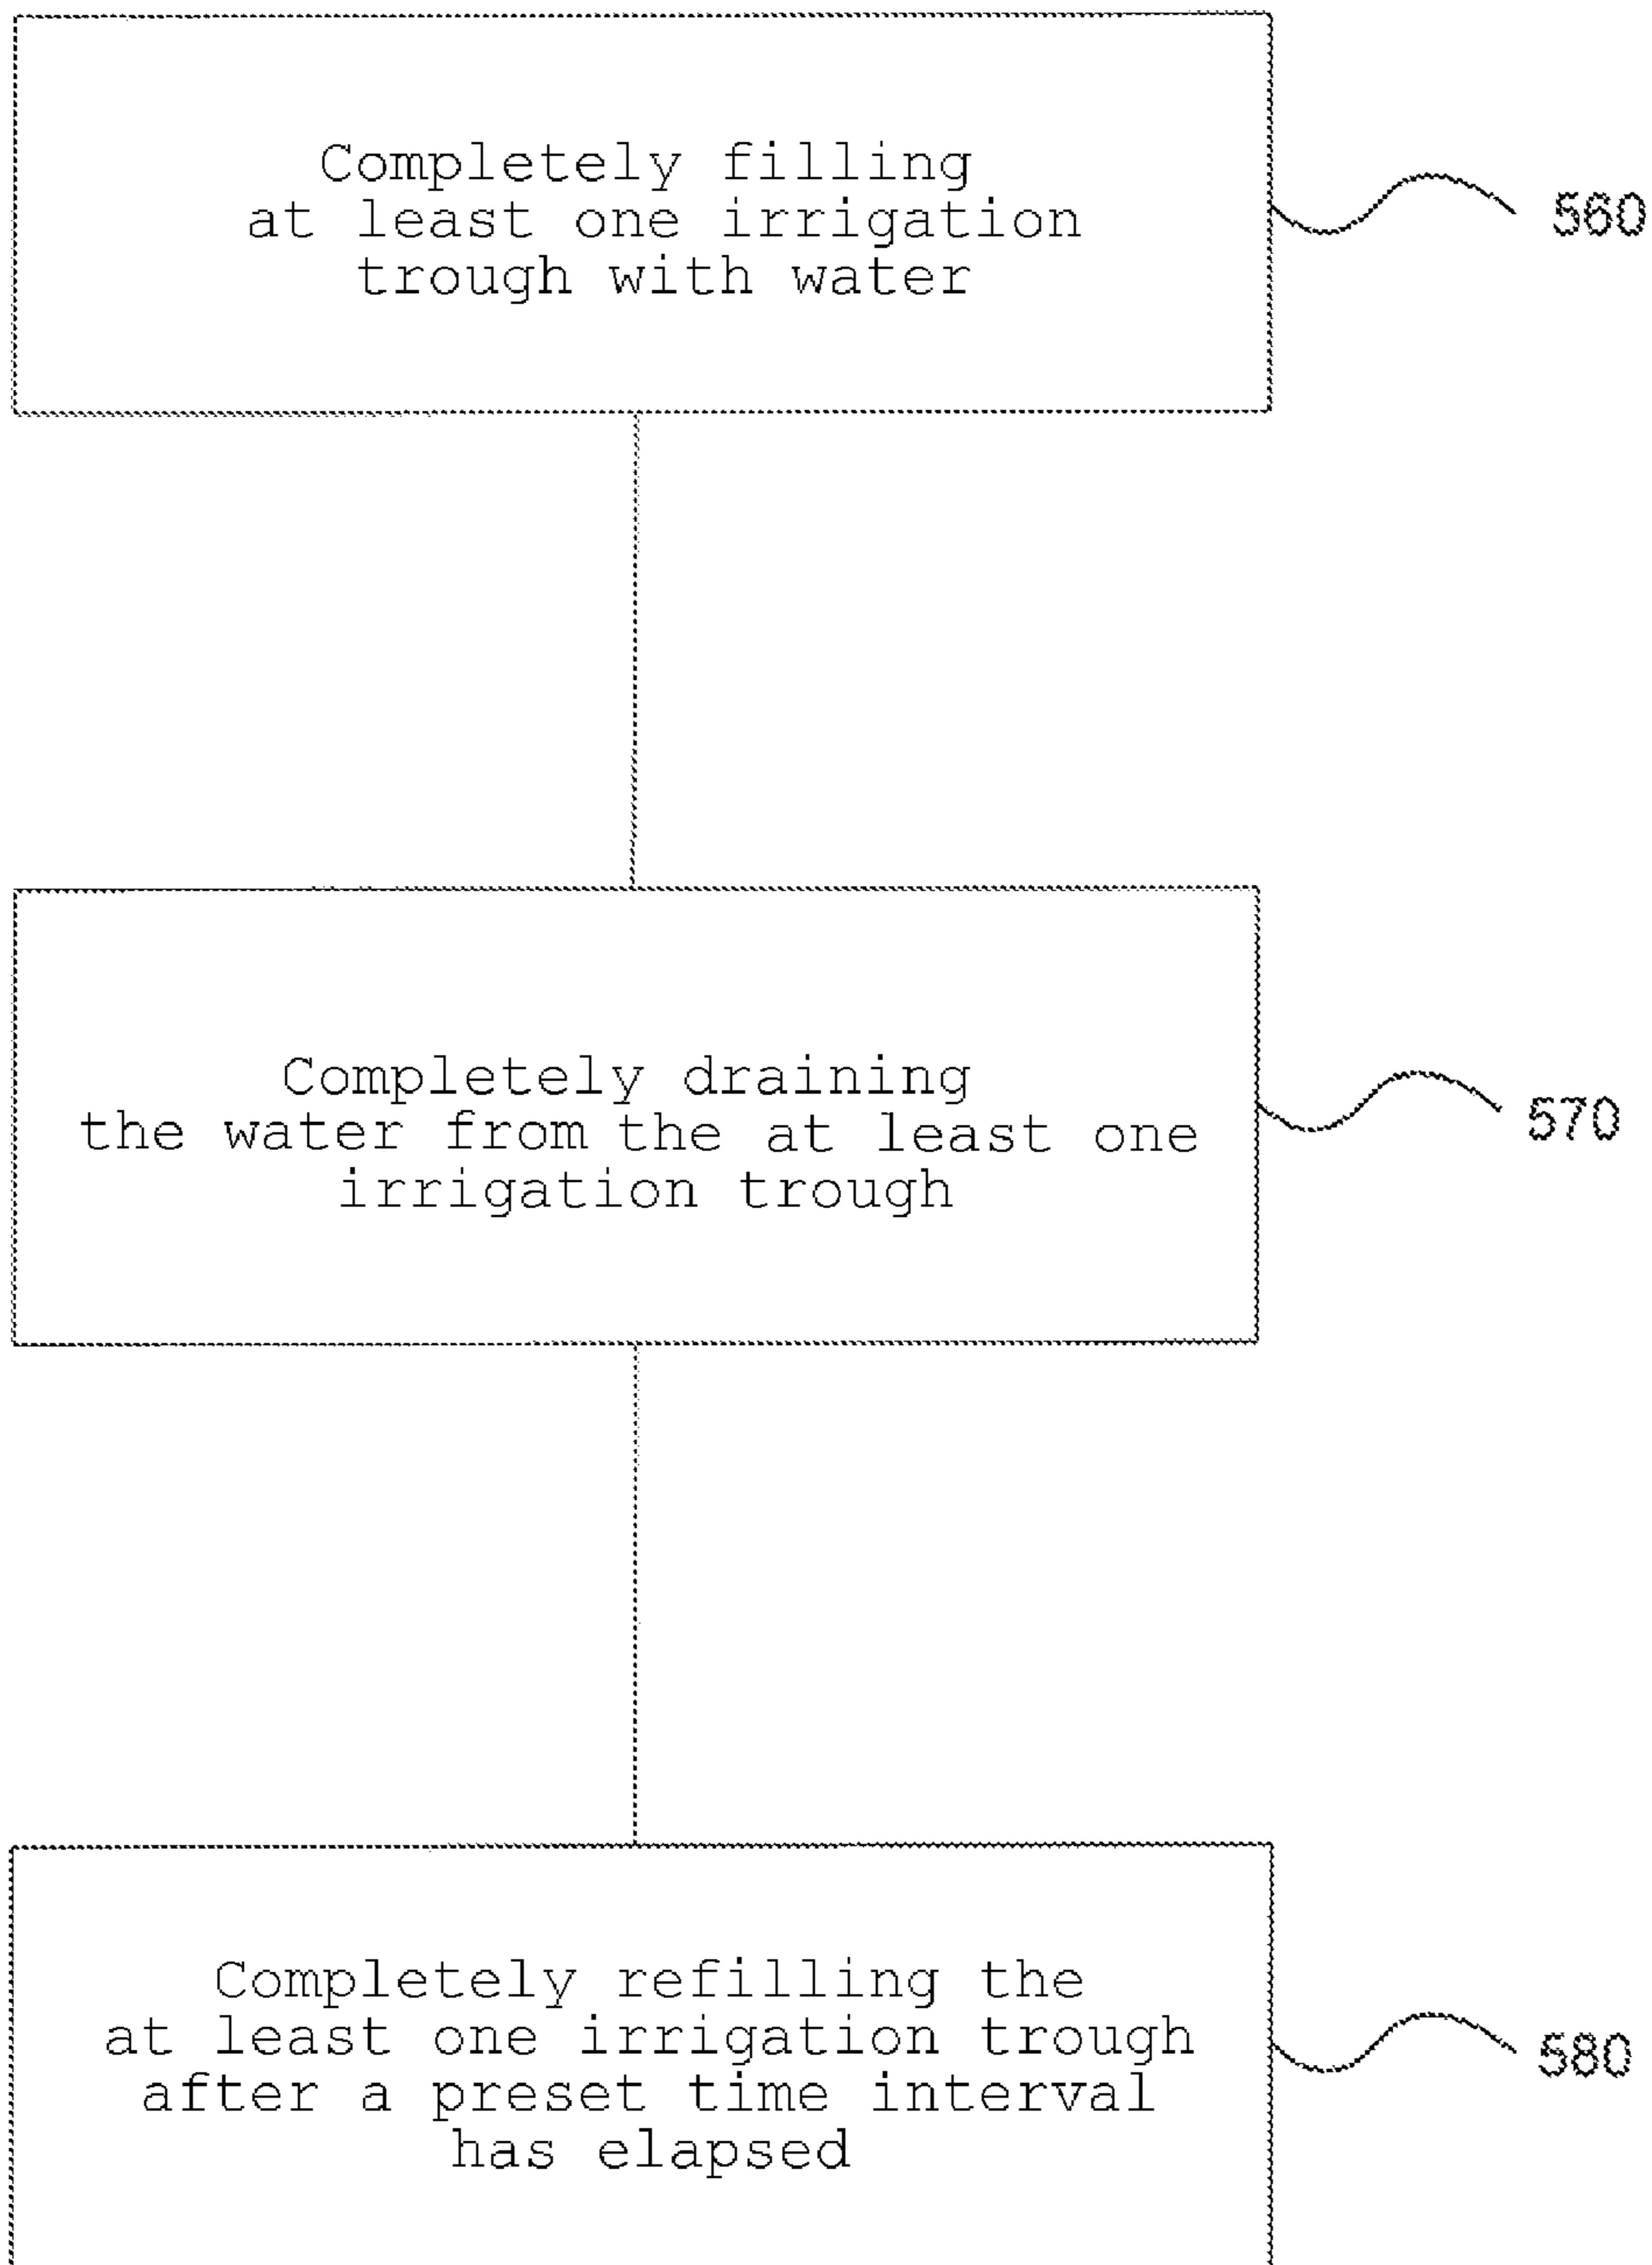 Completely filling
at least one irrigation
trough with water
560
Completely draining
the water from the at least one
irrigation trough
570
Completely refilling the
at least one irrigation trough
after a preset time interval
has elapsed
580